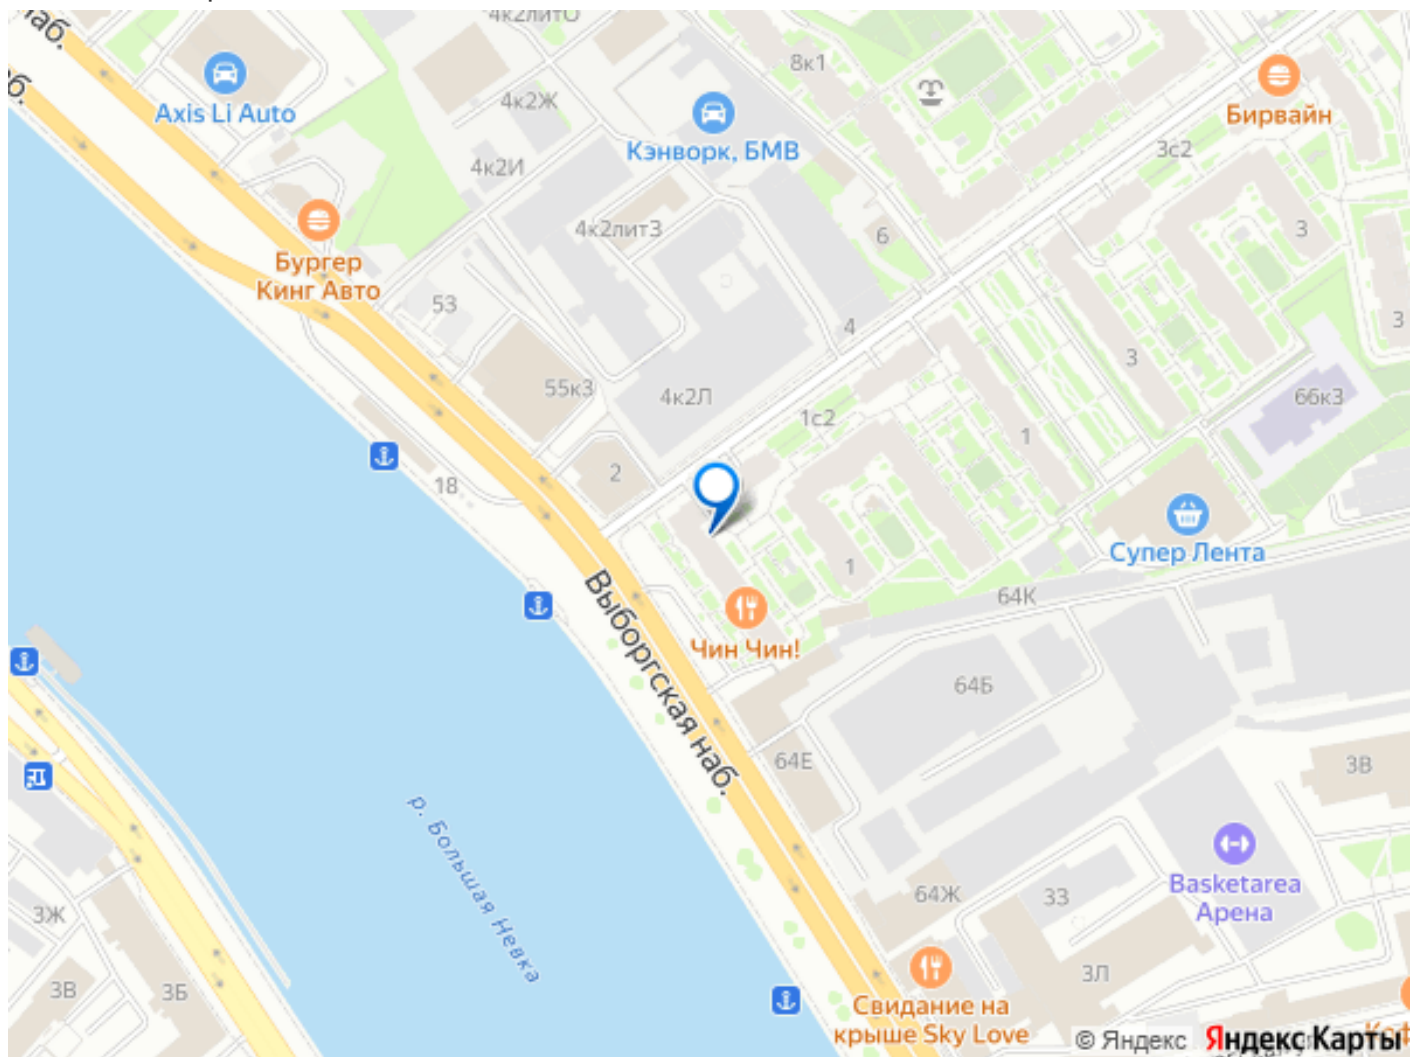 4к2литО
наб.
8к1
Axis Li Auto
4к2Ж
Кэнворк, БМВ
Бирвайн
3с2
4к2И
4к2литЗ
6
3
Бургер
Кинг Авто
53
4
3
3
55к3
4к2Л
1с2
66к3
1
2
18
Супер Лента
1
64К
Выборгская наб.
Чин Чин!
64Б
64Е
3В
р. Большая Невка
Basketarea
Арена
64Ж
33
3Ж
3Л
3В
3Б
Свидание на
крыше Sky Love
© Яндекс Яндекс Карты